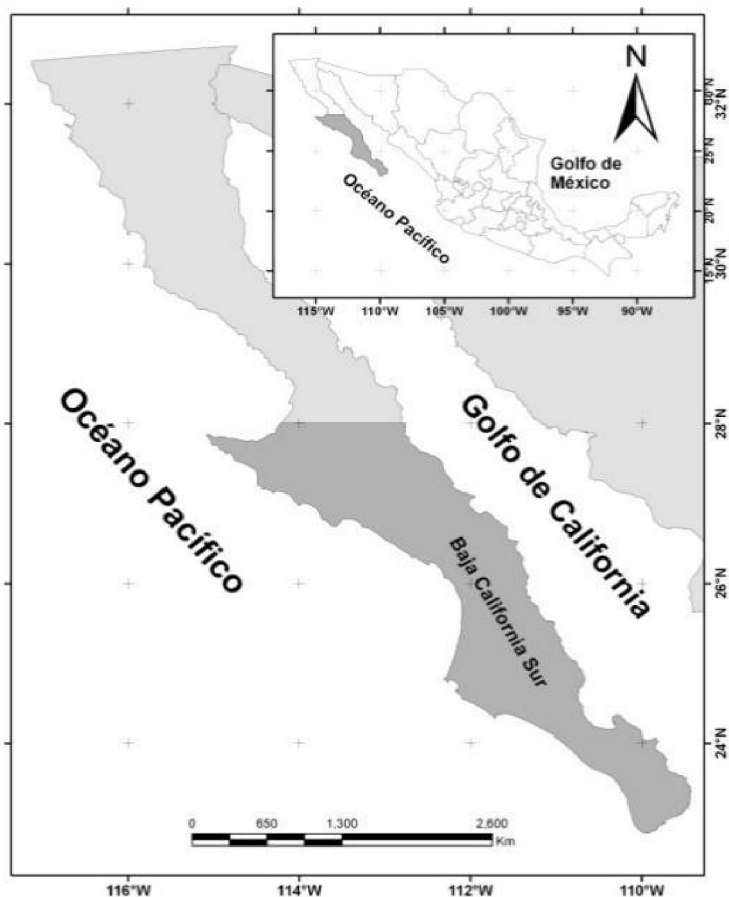 N
Golfo de
México
Océano Pacífico
30°N
25°N
20°N
15°N
115°W 110°W 105°W 100°W 95°W 90°W
32°N
30°N
28°N
26°N
24°N
Océano Pacífico
Golfo de California
Baja California Sur
0 650 1,300 2,600
Km
116°W 114°W 112°W 110°W